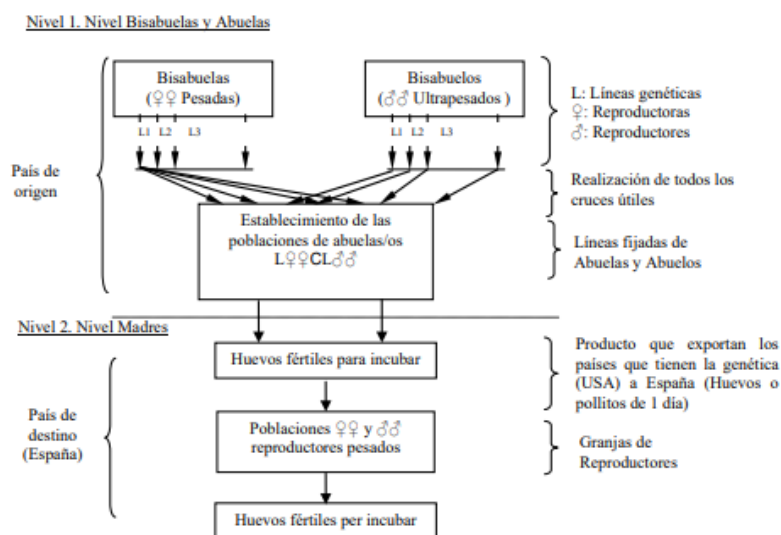 Nivel 1. Nivel Bisabuelas y Abuelas
Bisabuelas
(♀♀ Pesadas)
Bisabuelos
(♂♂ Ultrapesados )
L1 L2 L3
L1 L2 L3
L: Líneas genéticas
♀: Reproductoras
♂: Reproductores
País de
origen
Realización de todos los
cruces útiles
Establecimiento de las
poblaciones de abuelas/os
L♀♀CL♂♂
Líneas fijadas de
Abuelas y Abuelos
Nivel 2. Nivel Madres
Huevos fértiles para incubar
Producto que exportan los
países que tienen la genética
(USA) a España (Huevos o
pollitos de 1 día)
País de
destino
(España)
Poblaciones ♀♀ y ♂♂
reproductores pesados
Granjas de
Reproductores
Huevos fértiles per incubar